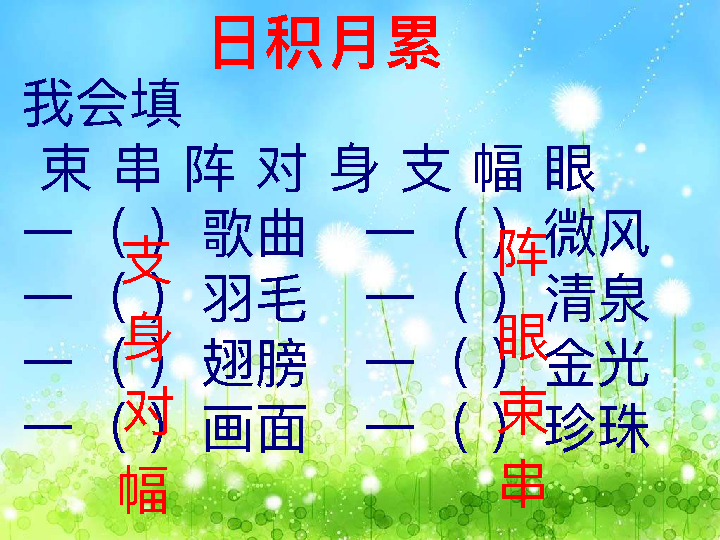 日积月累
我会填
束 串 阵 对 身 支 幅 眼
一 （支） 歌曲 一 （阵） 微风
一 （身） 羽毛 一 （眼） 清泉
一 （对） 翅膀 一 （束） 金光
一 （幅） 画面 一 （串） 珍珠